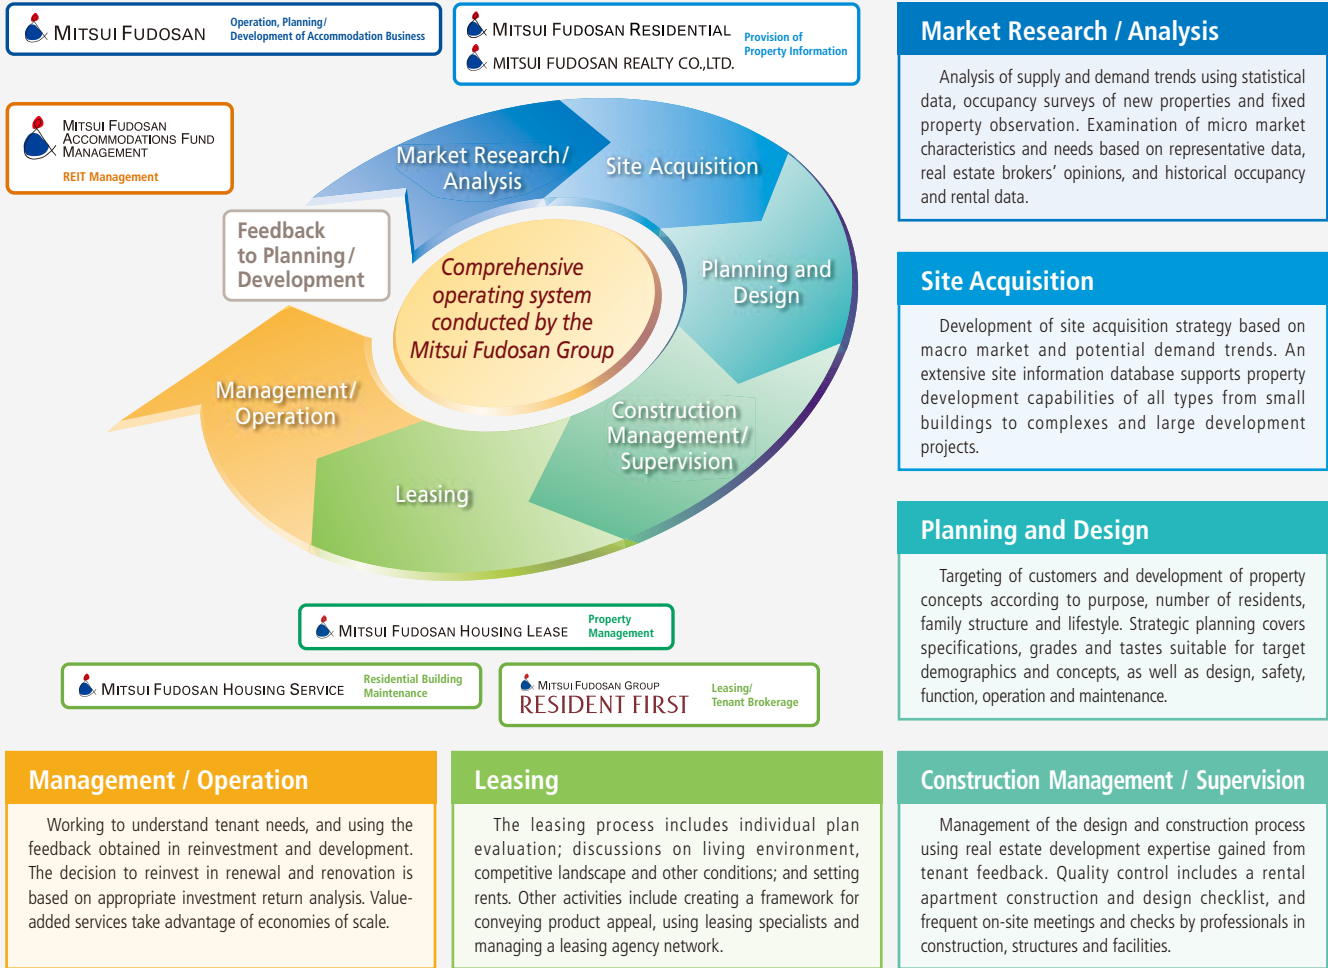 MITSUI FUDOSAN
Operation, Planning/
Development of Accommodation Business
MITSUI FUDOSAN RESIDENTIAL
MITSUI FUDOSAN REALTY CO.,LTD.
Provision of
Property Information
MITSUI FUDOSAN
ACCOMMODATIONS FUND
MANAGEMENT
REIT Management
Market Research/
Analysis
Site Acquisition
Planning and
Design
Construction
Management/
Supervision
Leasing
Management/
Operation
Feedback
to Planning/
Development
Comprehensive
operating system
conducted by the
Mitsui Fudosan Group
MITSUI FUDOSAN HOUSING LEASE
Property
Management
MITSUI FUDOSAN HOUSING SERVICE
Residential Building
Maintenance
MITSUI FUDOSAN GROUP
RESIDENT FIRST
Leasing/
Tenant Brokerage
Market Research / Analysis
Analysis of supply and demand trends using statistical
data, occupancy surveys of new properties and fixed
property observation. Examination of micro market
characteristics and needs based on representative data,
real estate brokers' opinions, and historical occupancy
and rental data.
Site Acquisition
Development of site acquisition strategy based on
macro market and potential demand trends. An
extensive site information database supports property
development capabilities of all types from small
buildings to complexes and large development
projects.
Planning and Design
Targeting of customers and development of property
concepts according to purpose, number of residents,
family structure and lifestyle. Strategic planning covers
specifications, grades and tastes suitable for target
demographics and concepts, as well as design, safety,
function, operation and maintenance.
Management / Operation
Working to understand tenant needs, and using the
feedback obtained in reinvestment and development.
The decision to reinvest in renewal and renovation is
based on appropriate investment return analysis. Value-
added services take advantage of economies of scale.
Leasing
The leasing process includes individual plan
evaluation; discussions on living environment,
competitive landscape and other conditions; and setting
rents. Other activities include creating a framework for
conveying product appeal, using leasing specialists and
managing a leasing agency network.
Construction Management / Supervision
Management of the design and construction process
using real estate development expertise gained from
tenant feedback. Quality control includes a rental
apartment construction and design checklist, and
frequent on-site meetings and checks by professionals in
construction, structures and facilities.